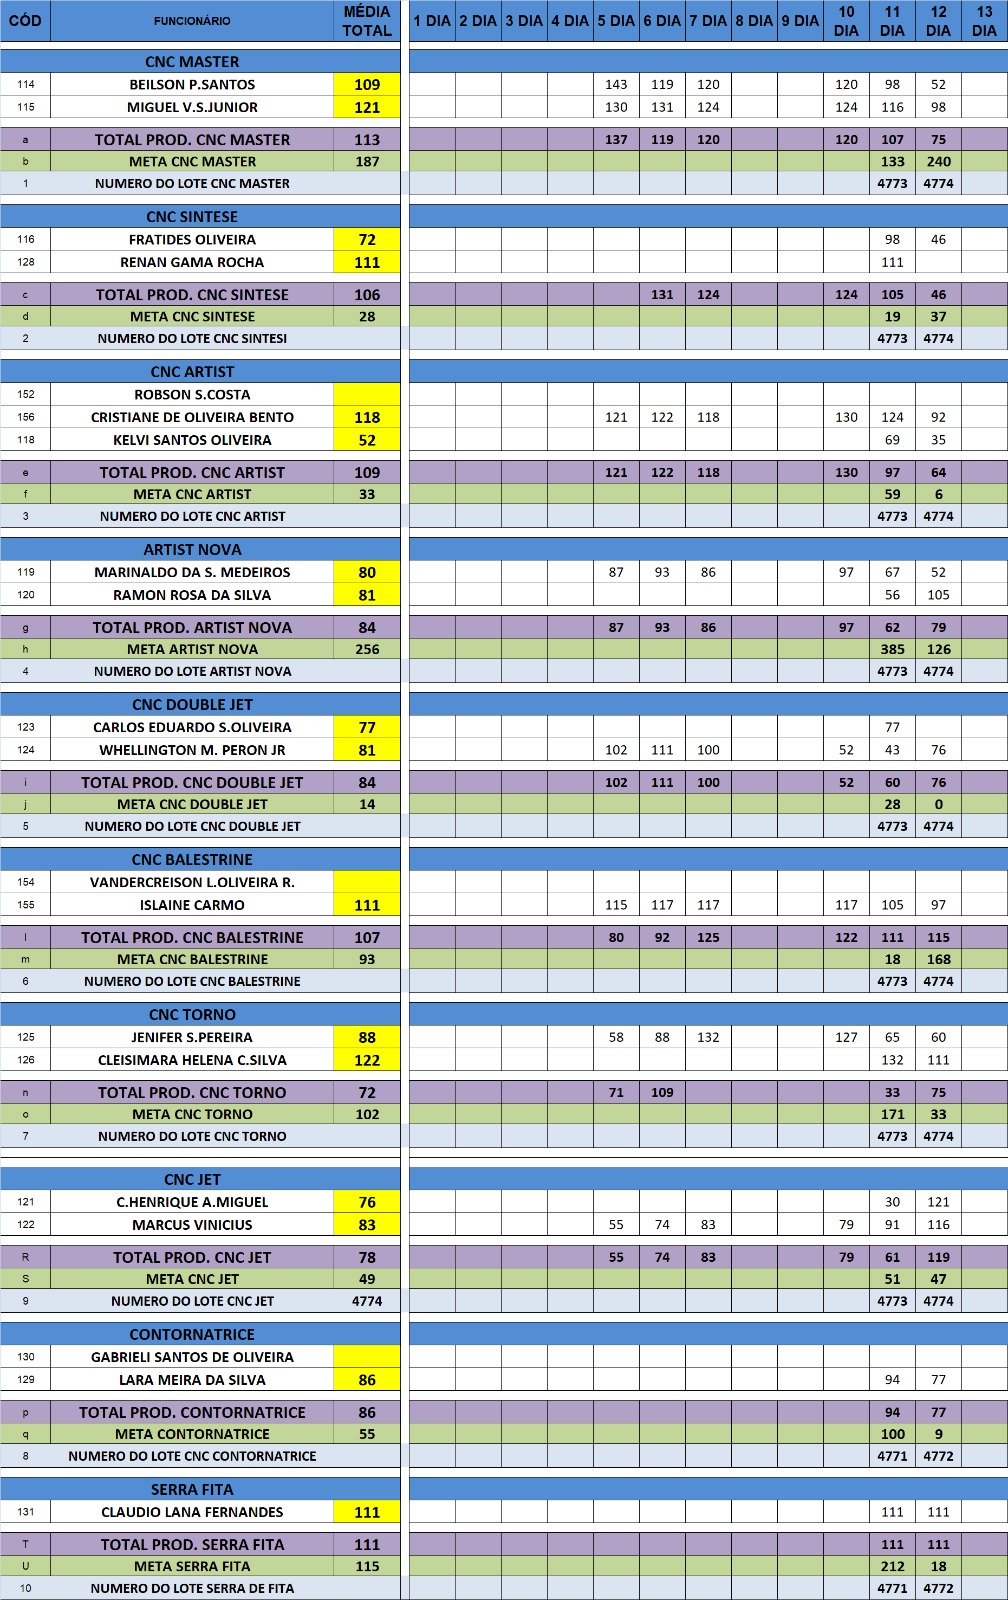 CÓD FUNCIONÁRIO MÉDIA TOTAL 1 DIA 2 DIA 3 DIA 4 DIA 5 DIA 6 DIA 7 DIA 8 DIA 9 DIA 10 DIA 11 DIA 12 DIA 13 DIA
CNC MASTER
114 BEILSON P.SANTOS 109 143 119 120 120 98 52
115 MIGUEL V.S.JUNIOR 121 130 131 124 124 116 98
a TOTAL PROD. CNC MASTER 113 137 119 120 120 107 75
b META CNC MASTER 187 133 240
1 NUMERO DO LOTE CNC MASTER 4773 4774
CNC SINTESE
116 FRATIDES OLIVEIRA 72 98 46
128 RENAN GAMA ROCHA 111 111
c TOTAL PROD. CNC SINTESE 106 131 124 124 105 46
d META CNC SINTESE 28 19 37
2 NUMERO DO LOTE CNC SINTESI 4773 4774
CNC ARTIST
152 ROBSON S.COSTA
156 CRISTIANE DE OLIVEIRA BENTO 118 121 122 118 130 124 92
118 KELVI SANTOS OLIVEIRA 52 69 35
e TOTAL PROD. CNC ARTIST 109 121 122 118 130 97 64
f META CNC ARTIST 33 59 6
3 NUMERO DO LOTE CNC ARTIST 4773 4774
ARTIST NOVA
119 MARINALDO DA S. MEDEIROS 80 87 93 86 97 67 52
120 RAMON ROSA DA SILVA 81 56 105
g TOTAL PROD. ARTIST NOVA 84 87 93 86 97 62 79
h META ARTIST NOVA 256 385 126
4 NUMERO DO LOTE ARTIST NOVA 4773 4774
CNC DOUBLE JET
123 CARLOS EDUARDO S.OLIVEIRA 77 77
124 WHELLINGTON M. PERON JR 81 102 111 100 52 43 76
i TOTAL PROD. CNC DOUBLE JET 84 102 111 100 52 60 76
j META CNC DOUBLE JET 14 28 0
5 NUMERO DO LOTE CNC DOUBLE JET 4773 4774
CNC BALESTRINE
154 VANDERCREISON L.OLIVEIRA R.
155 ISLAINE CARMO 111 115 117 117 117 105 97
l TOTAL PROD. CNC BALESTRINE 107 80 92 125 122 111 115
m META CNC BALESTRINE 93 18 168
6 NUMERO DO LOTE CNC BALESTRINE 4773 4774
CNC TORNO
125 JENIFER S.PEREIRA 88 58 88 132 127 65 60
126 CLEISIMARA HELENA C.SILVA 122 132 111
n TOTAL PROD. CNC TORNO 72 71 109 33 75
o META CNC TORNO 102 171 33
7 NUMERO DO LOTE CNC TORNO 4773 4774
CNC JET
121 C.HENRIQUE A.MIGUEL 76 30 121
122 MARCUS VINICIUS 83 55 74 83 79 91 116
R TOTAL PROD. CNC JET 78 55 74 83 79 61 119
S META CNC JET 49 51 47
9 NUMERO DO LOTE CNC JET 4774 4773 4774
CONTORNATRICE
130 GABRIELI SANTOS DE OLIVEIRA
129 LARA MEIRA DA SILVA 86 94 77
p TOTAL PROD. CONTORNATRICE 86 94 77
q META CONTORNATRICE 55 100 9
8 NUMERO DO LOTE CNC CONTORNATRICE 4771 4772
SERRA FITA
131 CLAUDIO LANA FERNANDES 111 111 111
T TOTAL PROD. SERRA FITA 111 111 111
U META SERRA FITA 115 212 18
10 NUMERO DO LOTE SERRA DE FITA 4771 4772